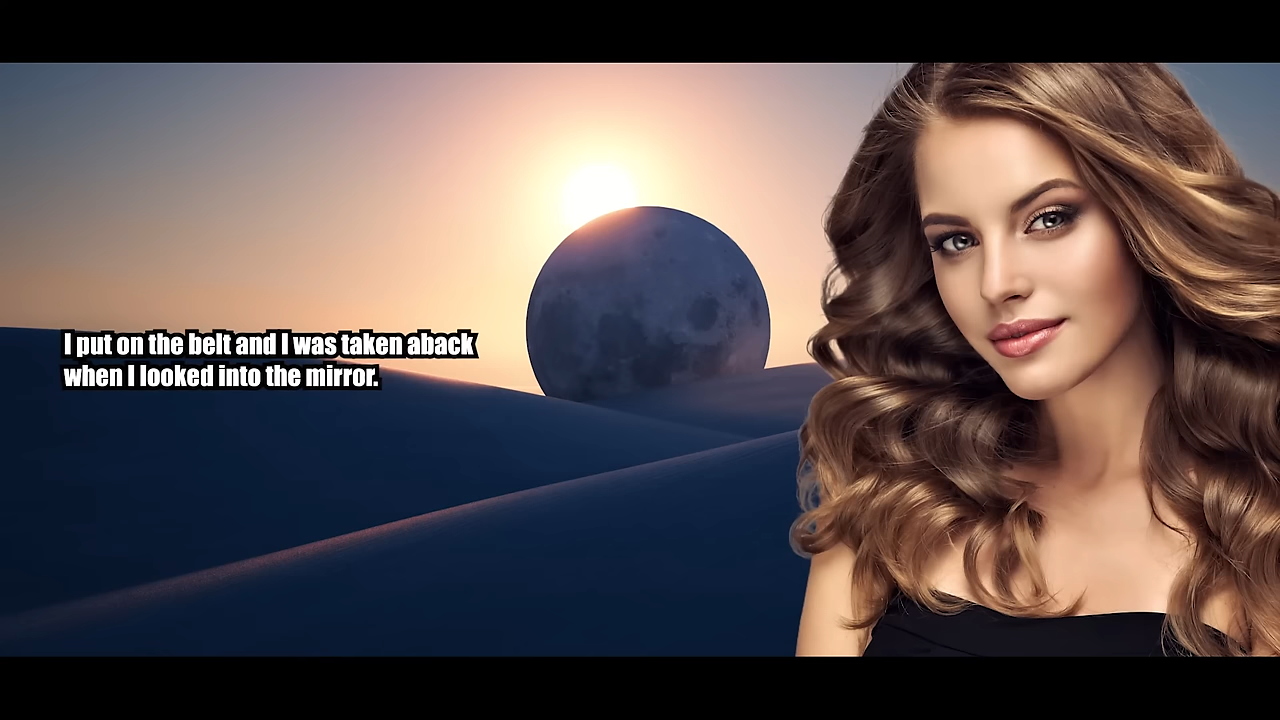 I put on the belt and I was taken aback
when I looked into the mirror.